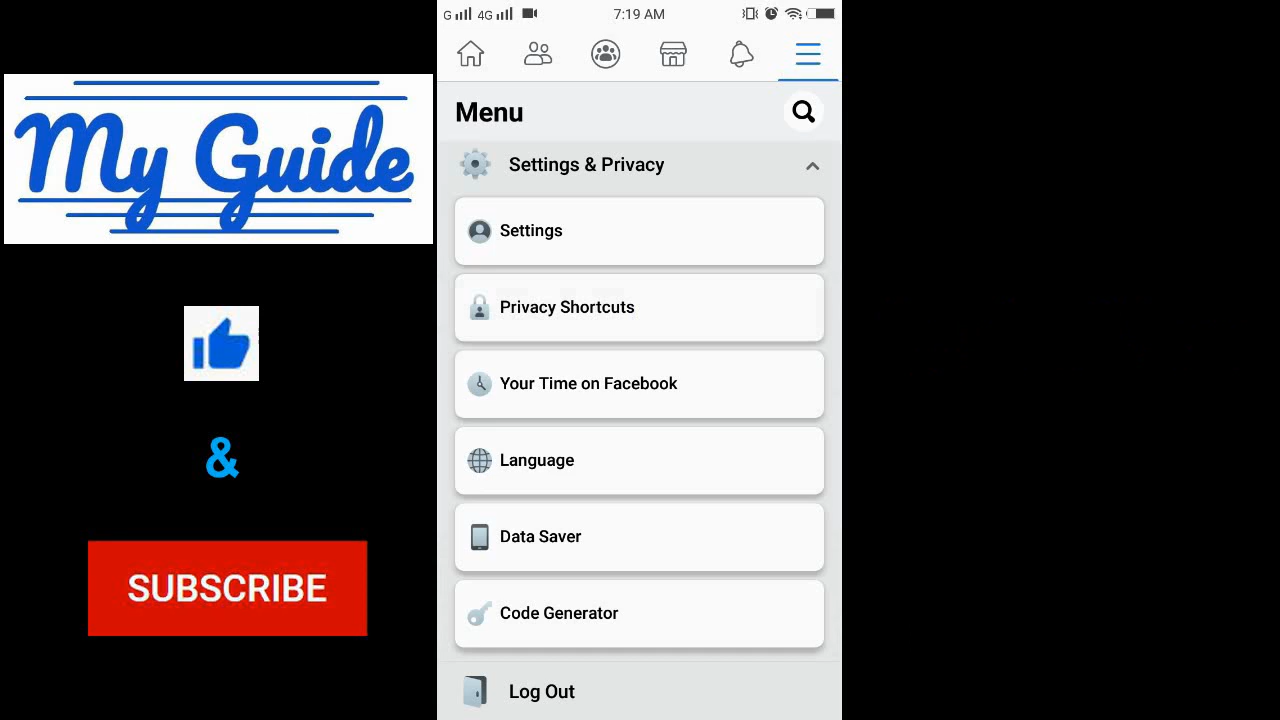 My Guide
&
SUBSCRIBE
G 4G 7:19 AM
Menu
Settings & Privacy
Settings
Privacy Shortcuts
Your Time on Facebook
Language
Data Saver
Code Generator
Log Out